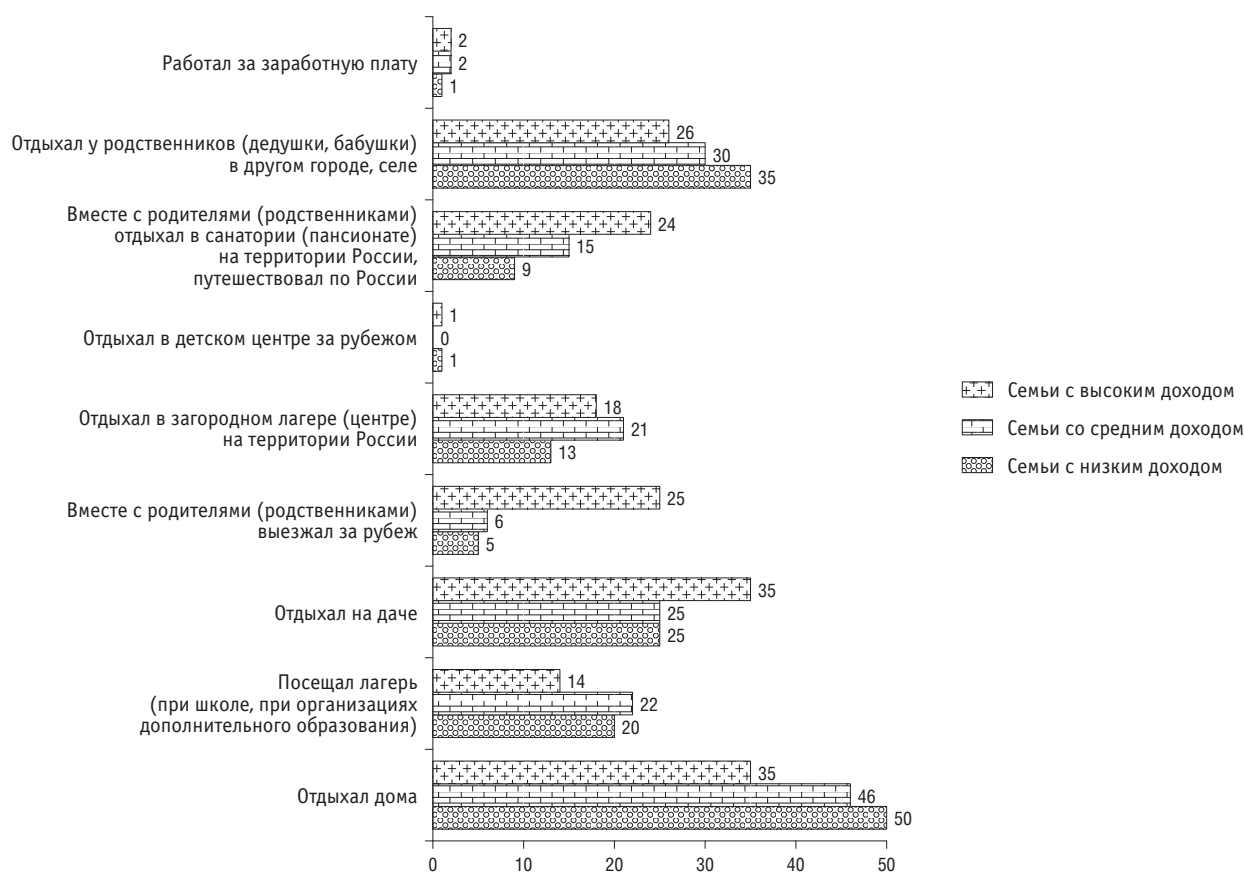 Работал за заработную плату
2
2
1
Отдыхал у родственников (дедушки, бабушки)
в другом городе, селе
26
30
35
Вместе с родителями (родственниками)
отдыхал в санатории (пансионате)
на территории России,
путешествовал по России
24
15
9
Отдыхал в детском центре за рубежом
1
0
1
Отдыхал в загородном лагере (центре)
на территории России
18
21
13
Вместе с родителями (родственниками)
выезжал за рубеж
25
6
5
Отдыхал на даче
35
25
25
Посещал лагерь
(при школе, при организациях
дополнительного образования)
14
22
20
Отдыхал дома
35
46
50
0 10 20 30 40 50
Семьи с высоким доходом
Семьи со средним доходом
Семьи с низким доходом